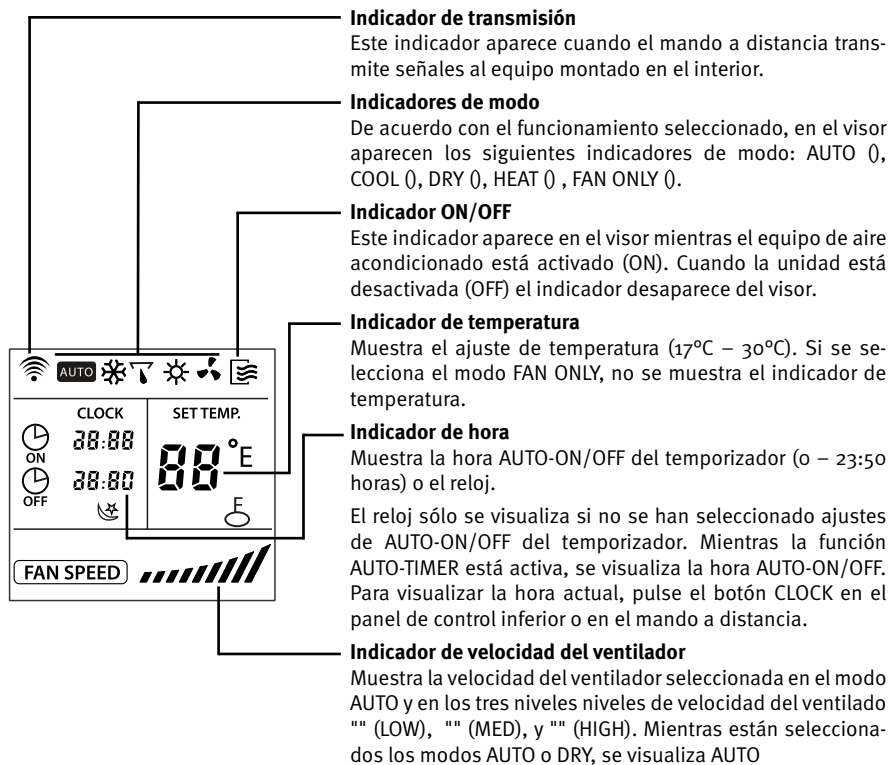 Indicador de transmisión
Este indicador aparece cuando el mando a distancia trans-
mite señales al equipo montado en el interior.
Indicadores de modo
De acuerdo con el funcionamiento seleccionado, en el visor
aparecen los siguientes indicadores de modo: AUTO (),
COOL (), DRY (), HEAT () , FAN ONLY ().
Indicador ON/OFF
Este indicador aparece en el visor mientras el equipo de aire
acondicionado está activado (ON). Cuando la unidad está
desactivada (OFF) el indicador desaparece del visor.
Indicador de temperatura
Muestra el ajuste de temperatura (17°C – 30°C). Si se se-
lecciona el modo FAN ONLY, no se muestra el indicador de
temperatura.
Indicador de hora
Muestra la hora AUTO-ON/OFF del temporizador (0 – 23:50
horas) o el reloj.
El reloj sólo se visualiza si no se han seleccionado ajustes
de AUTO-ON/OFF del temporizador. Mientras la función
AUTO-TIMER está activa, se visualiza la hora AUTO-ON/OFF.
Para visualizar la hora actual, pulse el botón CLOCK en el
panel de control inferior o en el mando a distancia.
Indicador de velocidad del ventilador
Muestra la velocidad del ventilador seleccionada en el modo
AUTO y en los tres niveles niveles de velocidad del ventilado
"" (LOW), "" (MED), y "" (HIGH). Mientras están selecciona-
dos los modos AUTO o DRY, se visualiza AUTO
AUTO
CLOCK
SET TEMP.
ON
88:88
88 °E
OFF
88:80
E
FAN SPEED